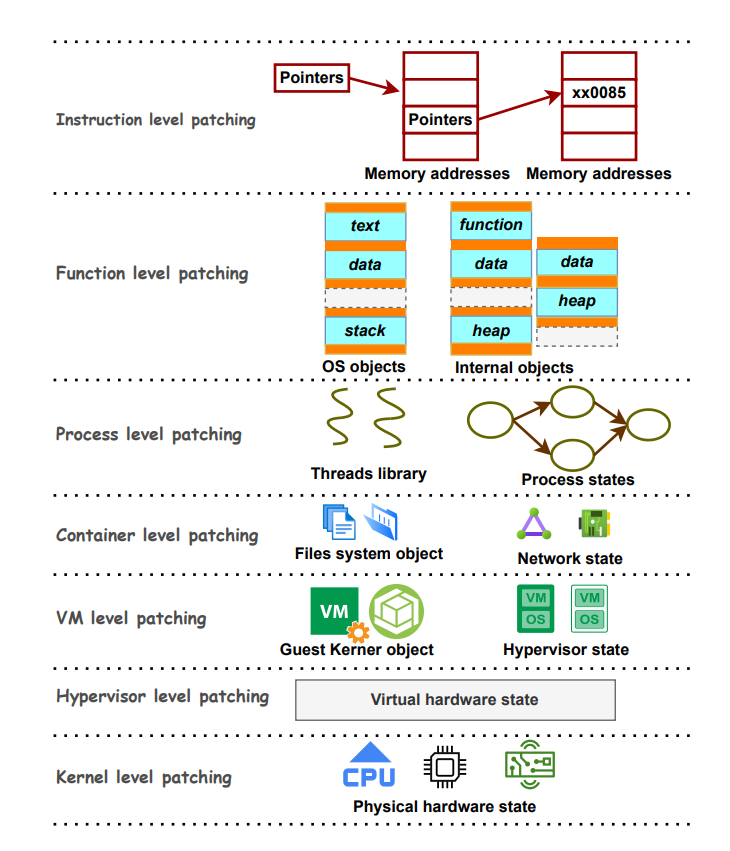 Pointers
xx0085
Instruction level patching
Pointers
Memory addresses
Memory addresses
text
function
data
data
data
Function level patching
heap
stack
heap
OS objects
Internal objects
Process level patching
Threads library
Process states
Container level patching
Files system object
Network state
VM
VM
VM
VM level patching
OS
OS
Guest Kerner object
Hypervisor state
Hypervisor level patching
Virtual hardware state
Kernel level patching
CPU
Physical hardware state